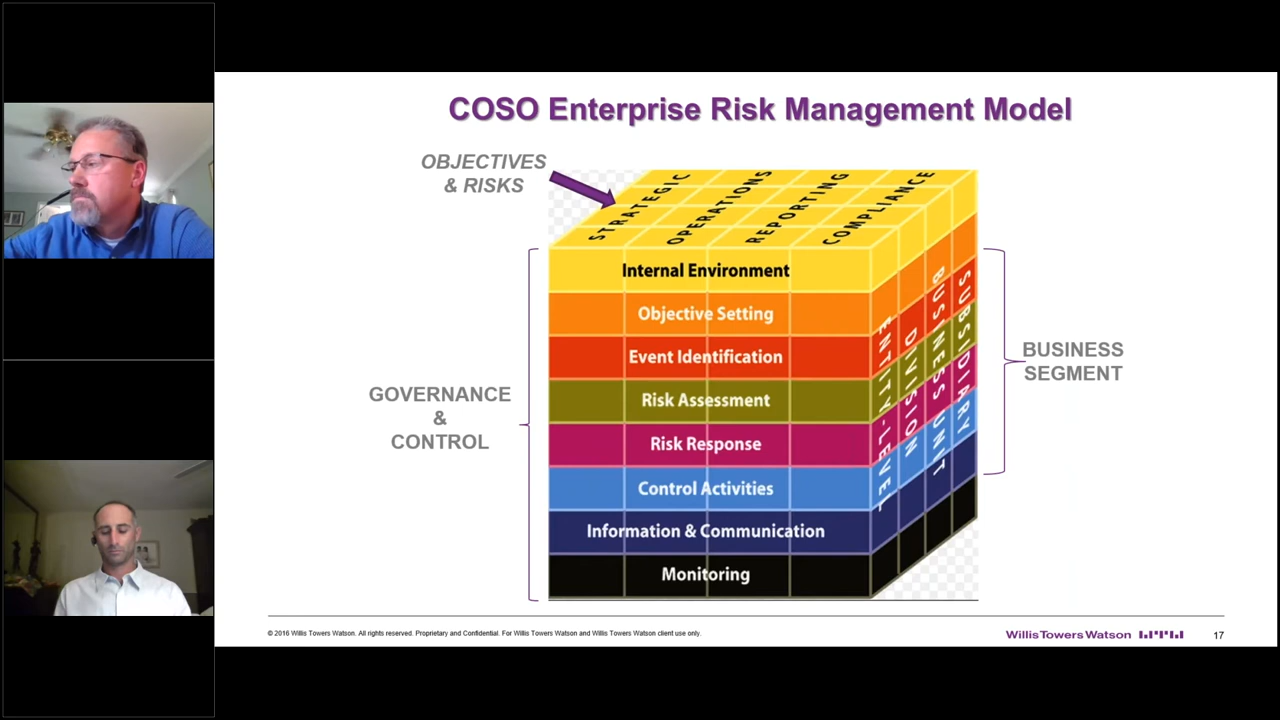 COSO Enterprise Risk Management Model
OBJECTIVES
& RISKS
STRATEGIC
OPERATIONS
REPORTING
COMPLIANCE
Internal Environment
Objective Setting
Event Identification
Risk Assessment
Risk Response
Control Activities
Information & Communication
Monitoring
GOVERNANCE
&
CONTROL
ENTITY-LEVEL
DIVISION
BUSINESS UNIT
SUBSIDIARY
BUSINESS
SEGMENT
© 2016 Willis Towers Watson. All rights reserved. Proprietary and Confidential. For Willis Towers Watson and Willis Towers Watson client use only.
Willis Towers Watson
17